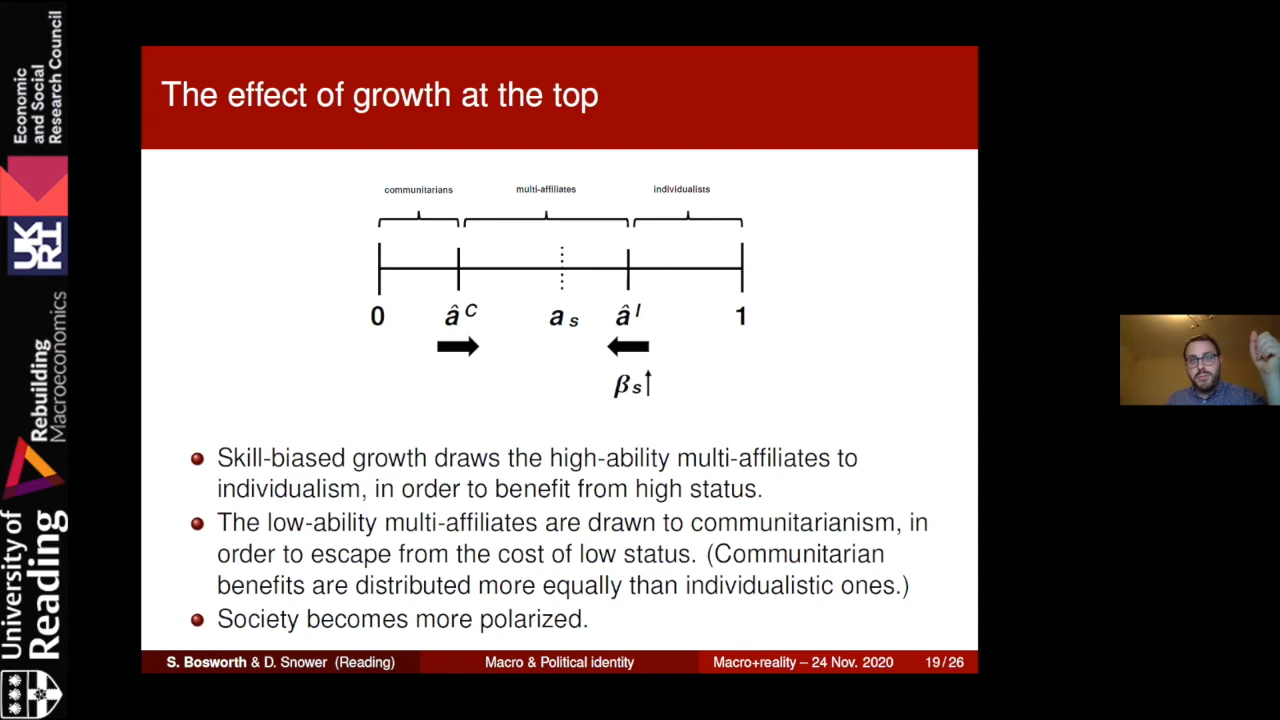 The effect of growth at the top
communitarians
multi-affiliates
individualists
0
â C
a s
â I
1
βs↑
Skill-biased growth draws the high-ability multi-affiliates to
individualism, in order to benefit from high status.
The low-ability multi-affiliates are drawn to communitarianism, in
order to escape from the cost of low status. (Communitarian
benefits are distributed more equally than individualistic ones.)
Society becomes more polarized.
S. Bosworth & D. Snower (Reading)
Macro & Political identity
Macro+reality – 24 Nov. 2020
19 / 26
Economic
and Social
Research Council
UK
RI
Rebuilding
Macroeconomics
University of
Reading